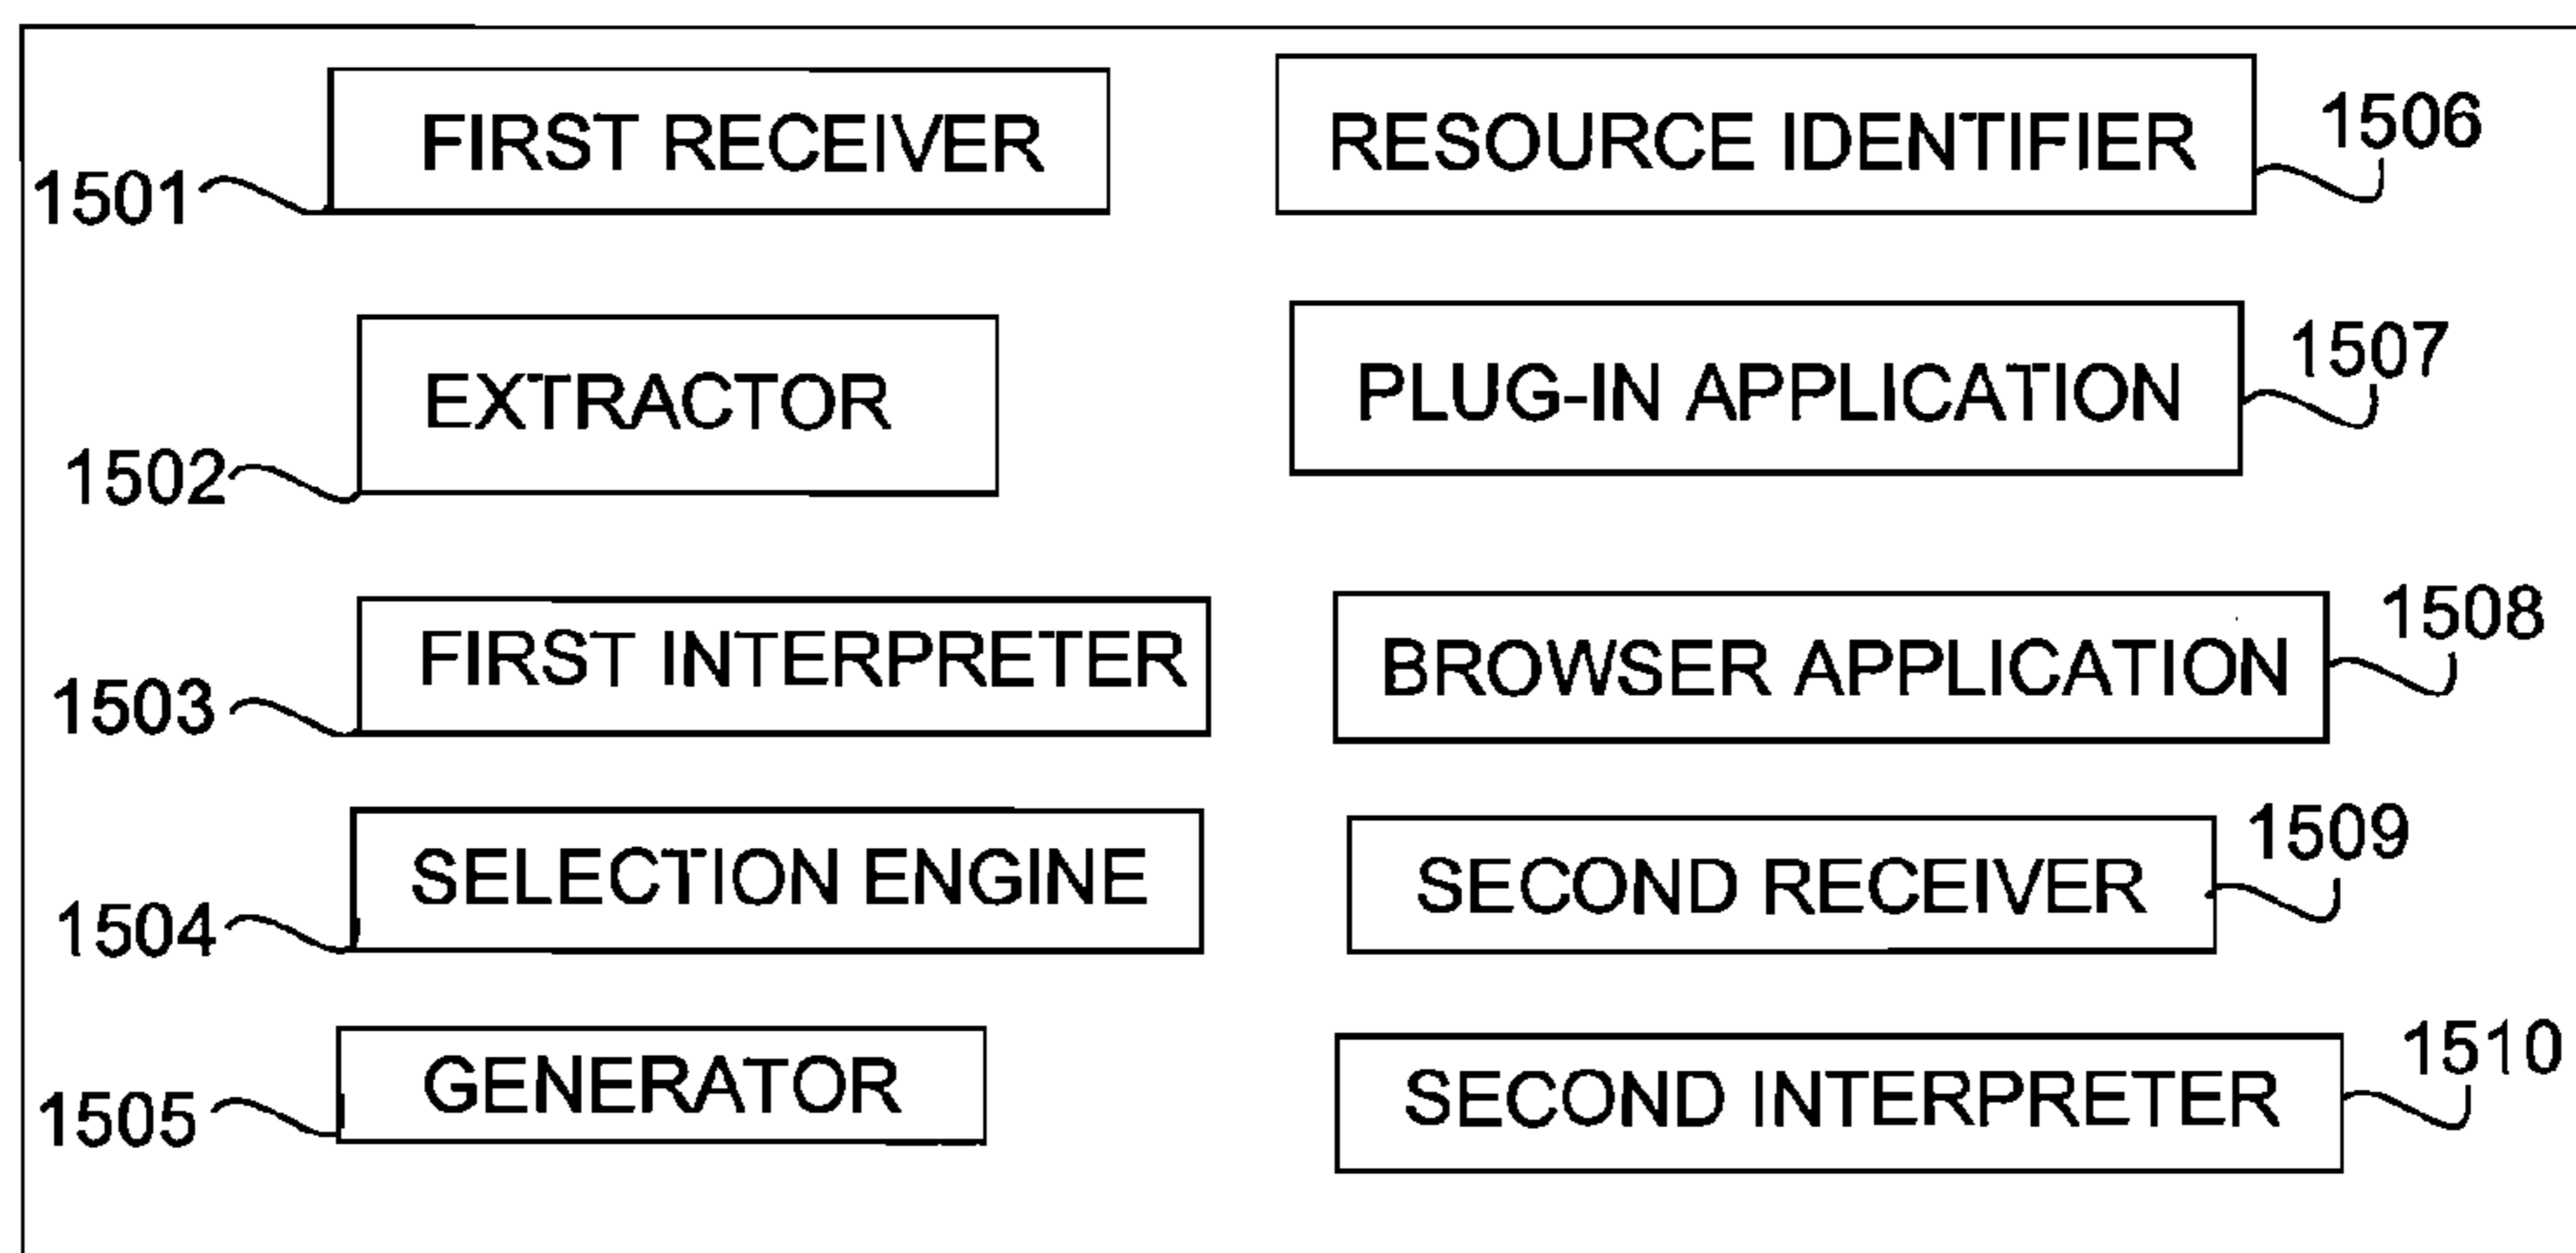 FIRST RECEIVER
1501
EXTRACTOR
1502
FIRST INTERPRETER
1503
SELECTION ENGINE
1504
GENERATOR
1505
RESOURCE IDENTIFIER
1506
PLUG-IN APPLICATION
1507
BROWSER APPLICATION
1508
SECOND RECEIVER
1509
SECOND INTERPRETER
1510